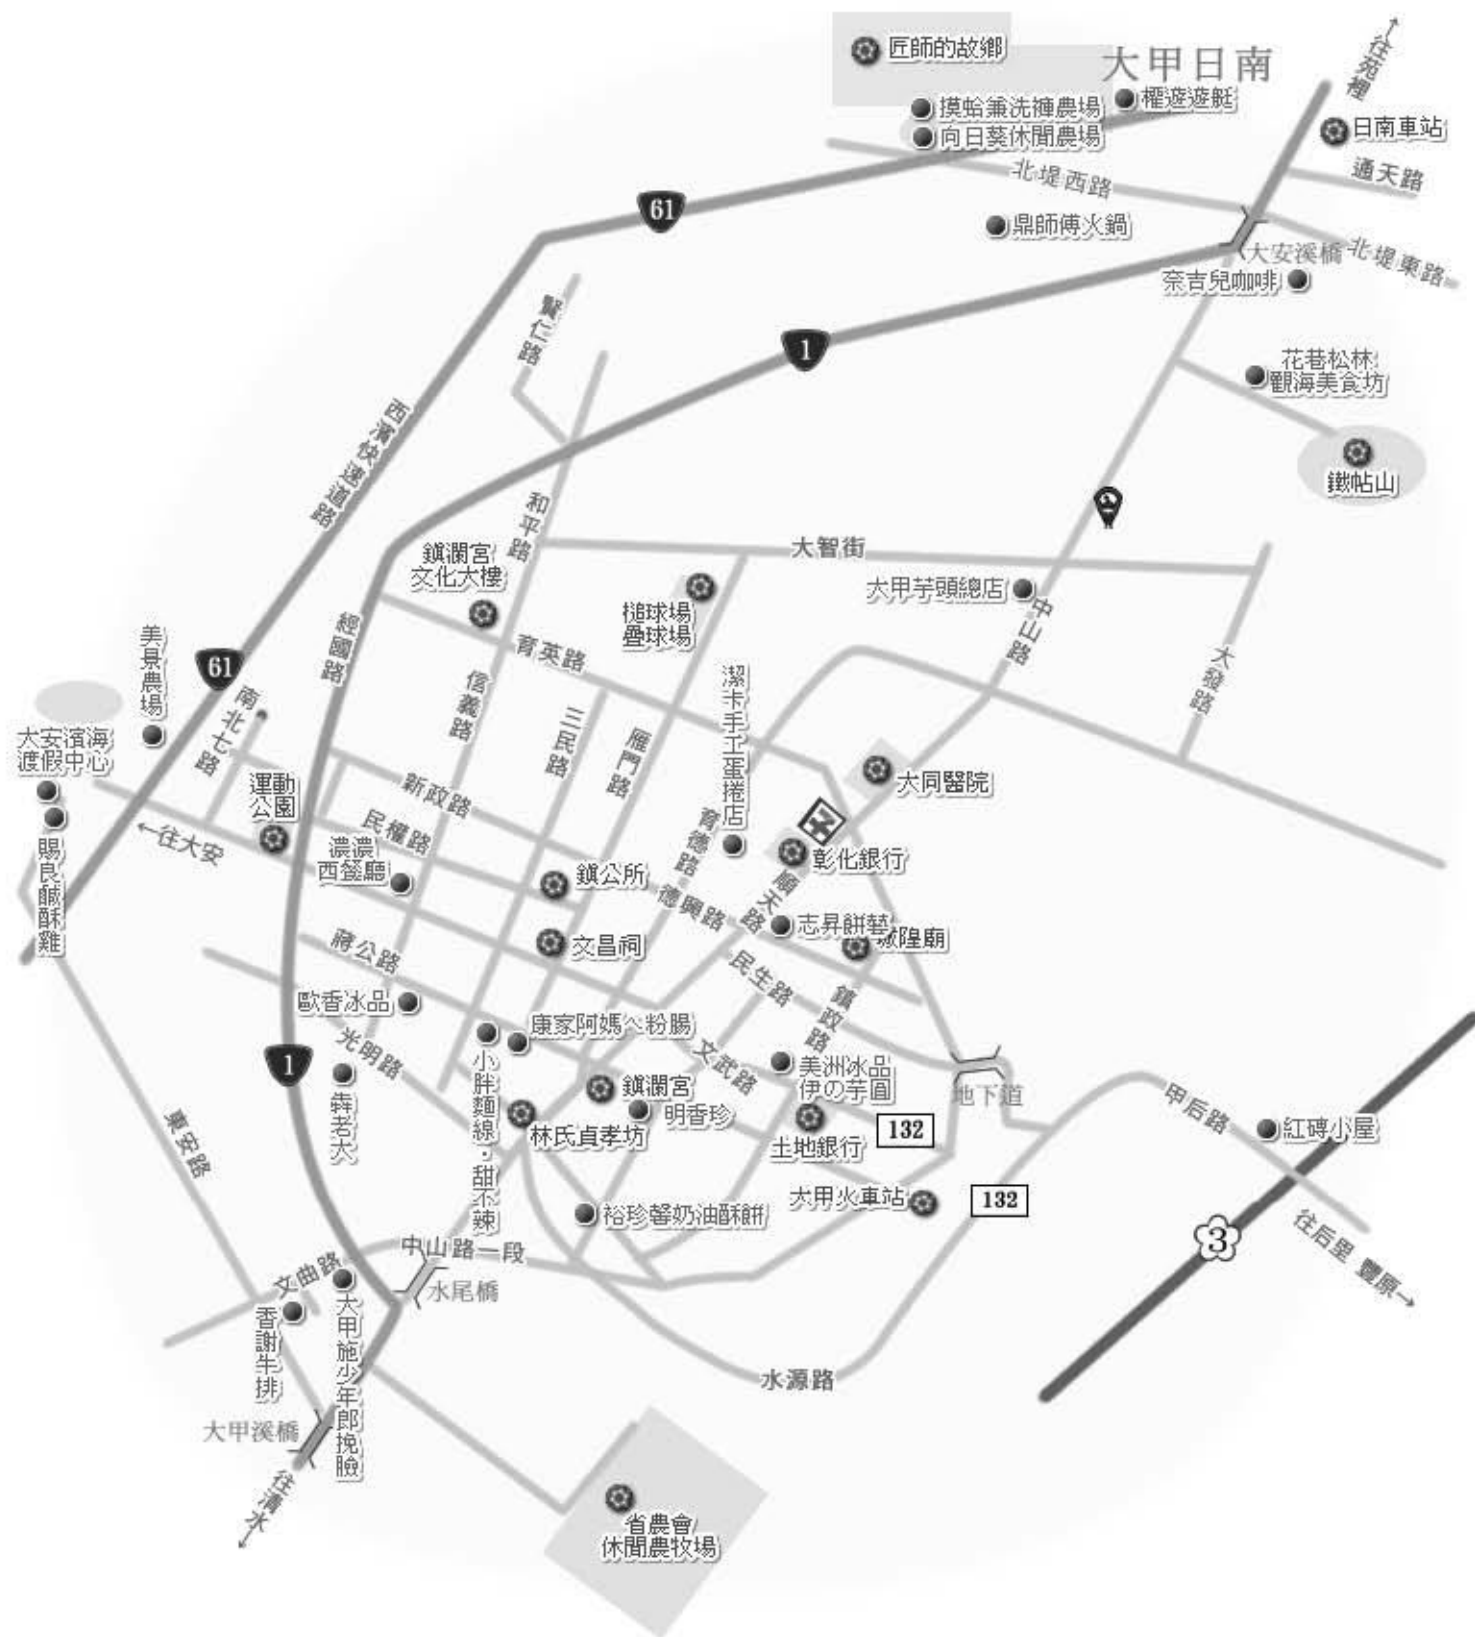 匠師的故鄉
大甲日南
↑往苑裡
摸蛤兼洗褲農場
櫂遊遊艇
向日葵休閒農場
日南車站
通天路
北堤西路
61
鼎師傅火鍋
大安溪橋
北堤東路
奈吉兒咖啡
賢仁路
1
花巷松林
觀海美食坊
西濱快速道路
鐵帖山
和平路
大智街
鎮瀾宮
文化大樓
大甲芋頭總店
中山路
槌球場
壘球場
經國路
育英路
美景農場
61
信義路
潔卡手工蛋捲店
大發路
南北七路
三民路
雁門路
大安濱海
渡假中心
運動
公園
新政路
大同醫院
育德路
民權路
←往大安
濃濃
西餐廳
彰化銀行
鎮公所
順天路
德興路
賜良鹹酥雞
志昇餅藝
城隍廟
蔣公路
文昌祠
民生路
鎮政路
歐香冰品
康家阿媽ㄟ粉腸
光明路
小胖麵線·甜不辣
文武路
美洲冰品
伊の芋圓
1
犇老大
鎮瀾宮
明香珍
地下道
甲后路
東安路
林氏貞孝坊
土地銀行
132
紅磚小屋
裕珍馨奶油酥餅
大甲火車站
132
3
往后里 豐原→
中山路一段
文曲路
水尾橋
香謝牛排
大甲施少年郎挽臉
水源路
大甲溪橋
往清水↓
省農會
休閒農牧場